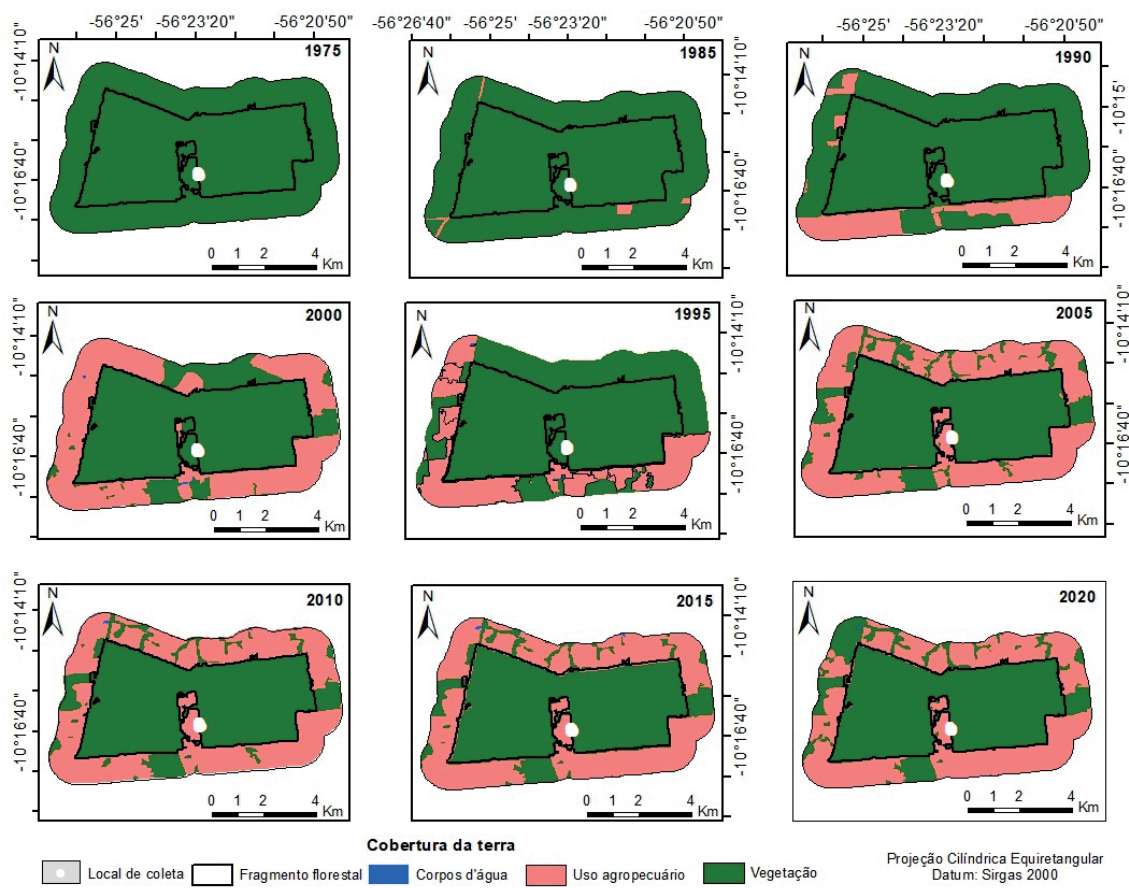 -56°25' -56°23'20" -56°20'50" -56°26'40" -56°25' -56°23'20" -56°20'50" -56°25' -56°23'20" -56°20'50"
N 1975
-10°14'10"
-10°16'40"
0 1 2 4
Km
N 1985
-10°14'10"
-10°16'40"
0 1 2 4
Km
N 1990
-10°15'
-10°16'40"
0 1 2 4
Km
N 2000
-10°14'10"
-10°16'40"
0 1 2 4
Km
N 1995
-10°14'10"
-10°16'40"
0 1 2 4
Km
N 2005
-10°14'10"
-10°16'40"
0 1 2 4
Km
N 2010
-10°14'10"
-10°16'40"
0 1 2 4
Km
N 2015
-10°14'10"
-10°16'40"
0 1 2 4
Km
N 2020
-10°14'10"
-10°16'40"
0 1 2 4
Km
Cobertura da terra
Local de coleta Fragmento florestal Corpos d'água Uso agropecuário Vegetação
Projeção Cilíndrica Equiretangular
Datum: Sirgas 2000